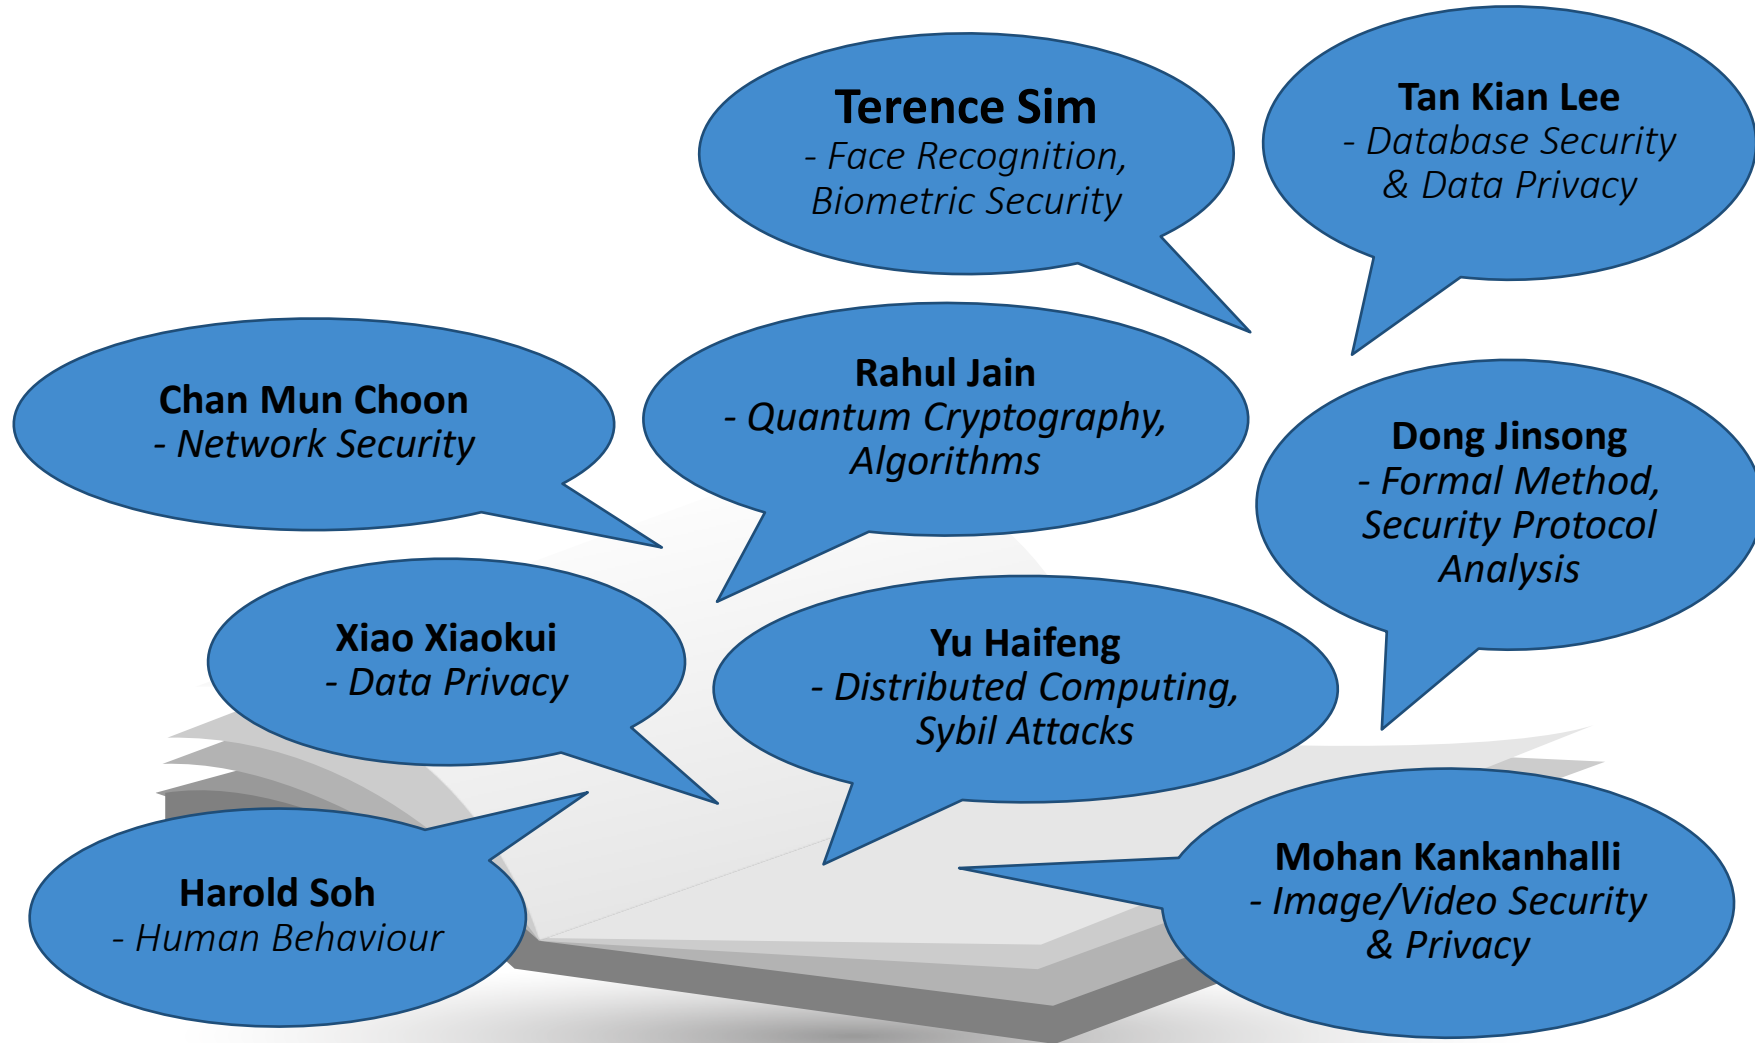 Terence Sim
- Face Recognition,
Biometric Security
Tan Kian Lee
- Database Security
& Data Privacy
Chan Mun Choon
- Network Security
Rahul Jain
- Quantum Cryptography,
Algorithms
Dong Jinsong
- Formal Method,
Security Protocol
Analysis
Xiao Xiaokui
- Data Privacy
Yu Haifeng
- Distributed Computing,
Sybil Attacks
Harold Soh
- Human Behaviour
Mohan Kankanhalli
- Image/Video Security
& Privacy